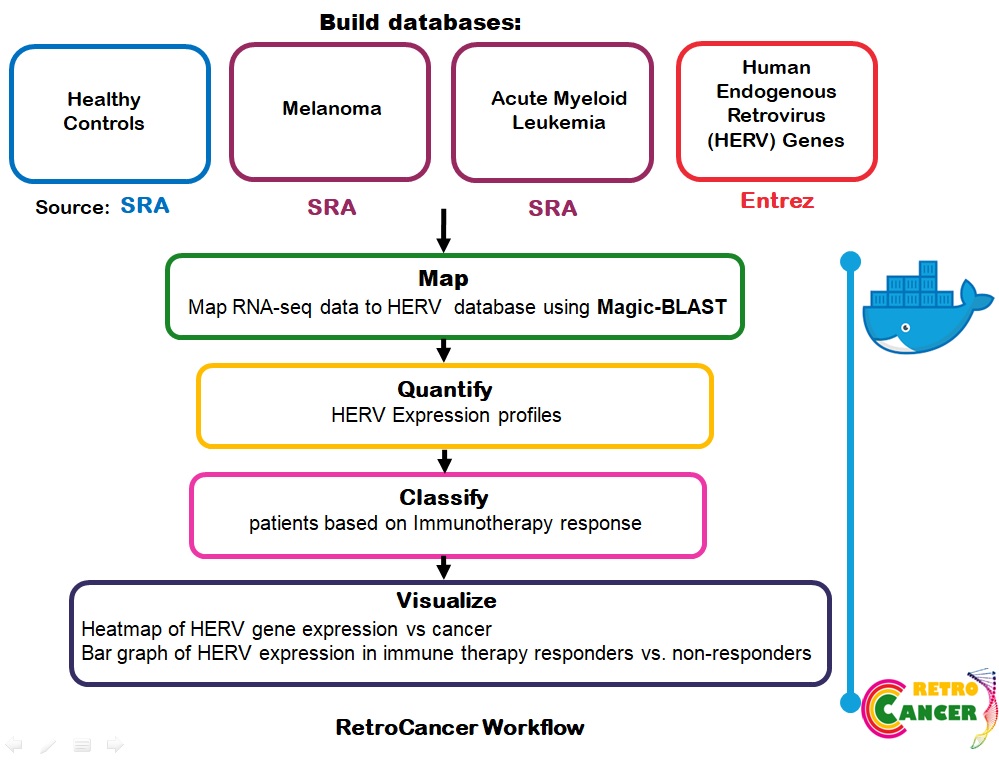 Build databases:
Healthy
Controls
Melanoma
Acute Myeloid
Leukemia
Human
Endogenous
Retrovirus
(HERV) Genes
Source: SRA
SRA
SRA
Entrez
Map
Map RNA-seq data to HERV database using Magic-BLAST
Quantify
HERV Expression profiles
Classify
patients based on Immunotherapy response
Visualize
Heatmap of HERV gene expression vs cancer
Bar graph of HERV expression in immune therapy responders vs. non-responders
RETRO
CANCER
RetroCancer Workflow